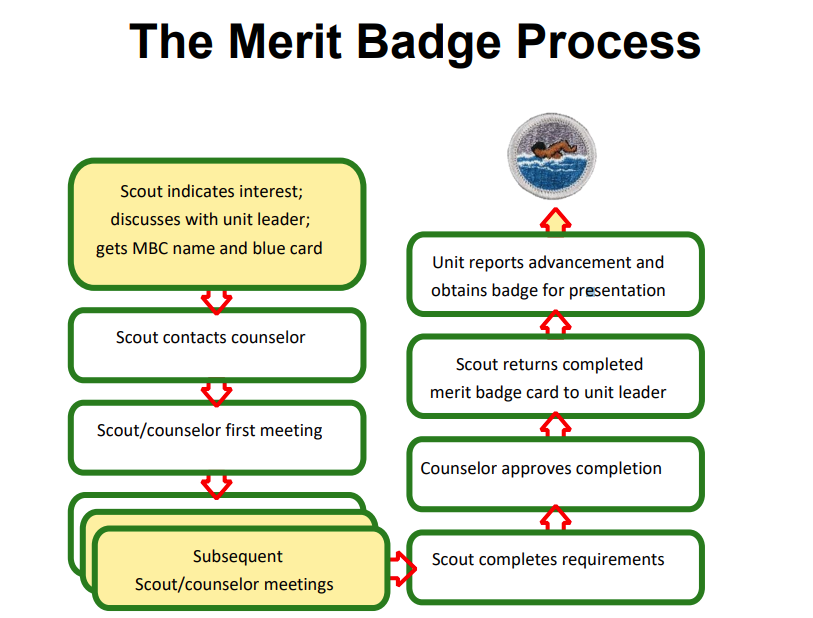 The Merit Badge Process
Scout indicates interest;
discusses with unit leader;
gets MBC name and blue card
Scout contacts counselor
Scout/counselor first meeting
Subsequent
Scout/counselor meetings
Scout completes requirements
Counselor approves completion
Scout returns completed
merit badge card to unit leader
Unit reports advancement and
obtains badge for presentation